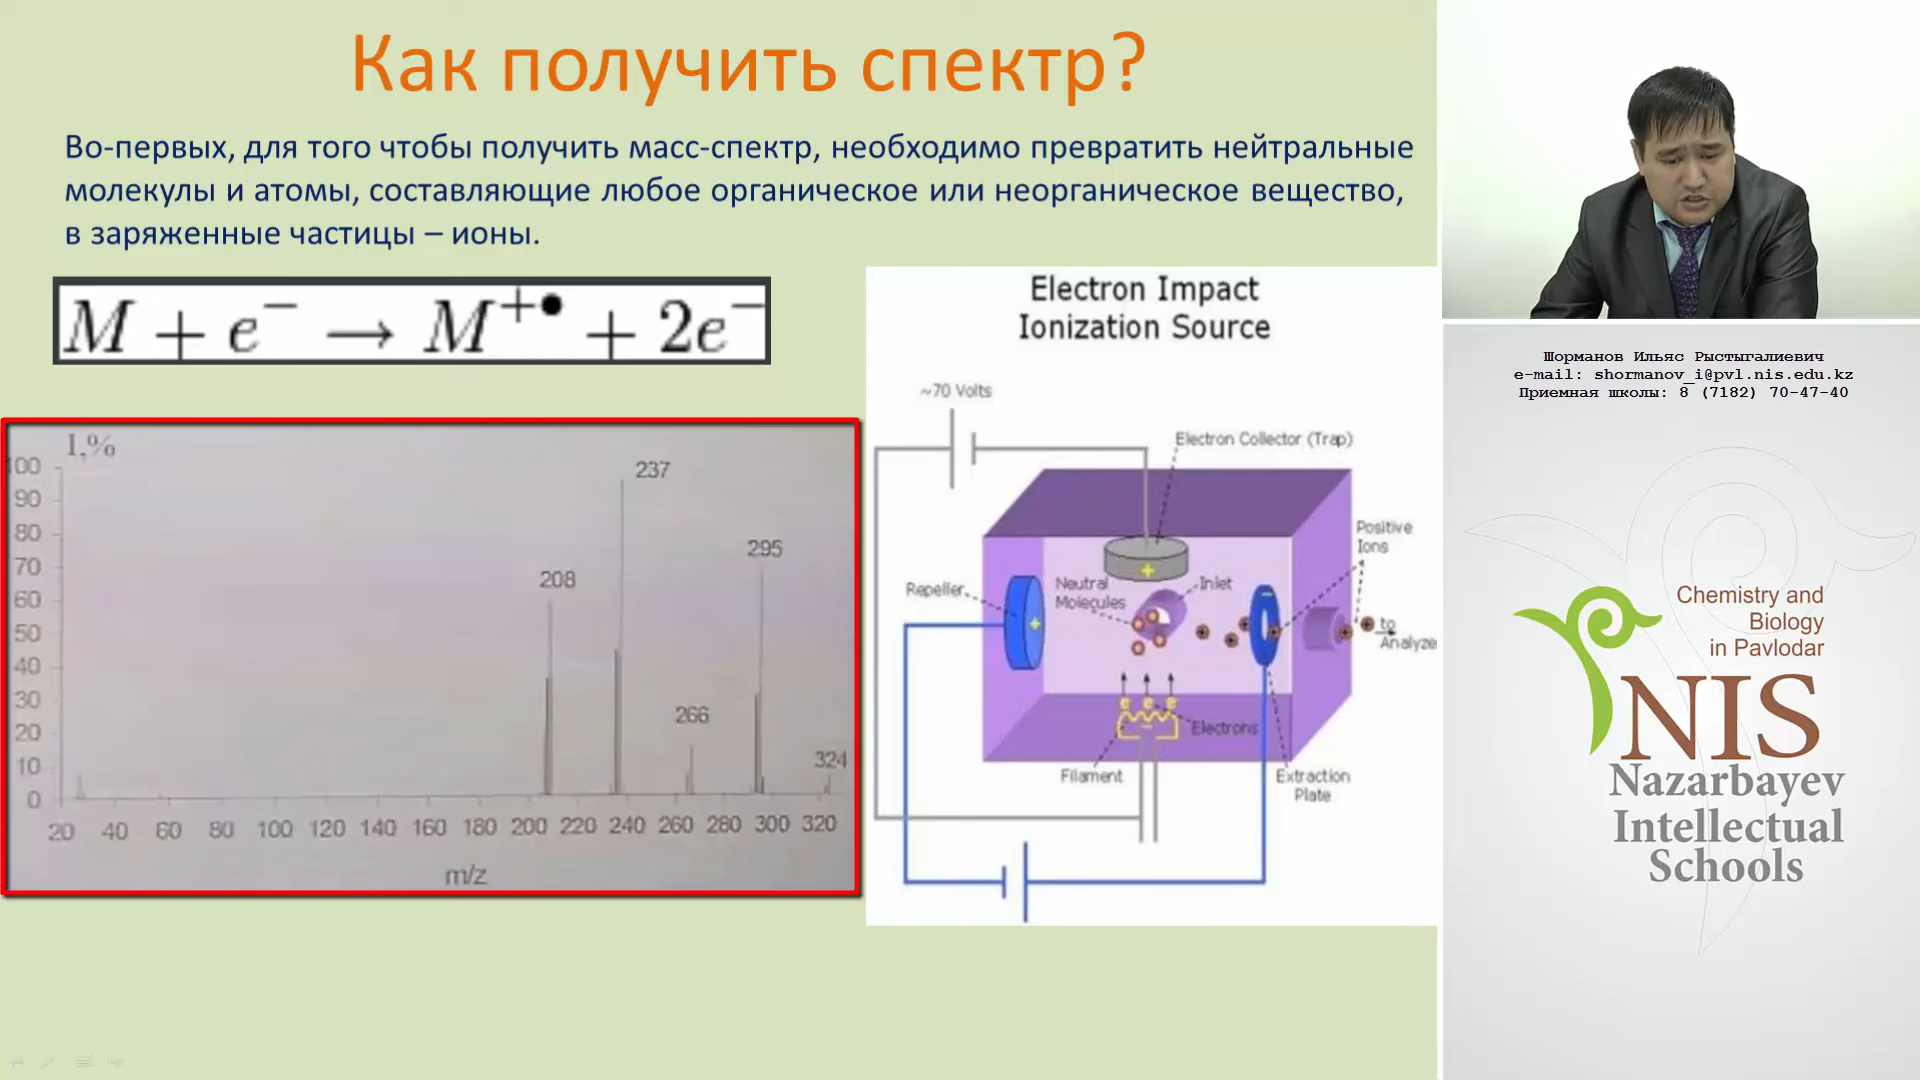 Как получить спектр?
Во-первых, для того чтобы получить масс-спектр, необходимо превратить нейтральные
молекулы и атомы, составляющие любое органическое или неорганическое вещество,
в заряженные частицы – ионы.
M + e⁻ → M⁺• + 2e⁻
I,%
100
90
80
70
60
50
40
30
20
10
0
237
295
208
266
324
20 40 60 80 100 120 140 160 180 200 220 240 260 280 300 320
m/z
Electron Impact
Ionization Source
~70 Volts
Electron Collector (Trap)
Positive
Ions
Repeller
Neutral
Molecules
Inlet
to
Analyze
+
+
e e e
Electrons
Filament
Extraction
Plate
Шорманов Ильяс Рыстыгалиевич
e-mail: shormanov_i@pvl.nis.edu.kz
Приемная школы: 8 (7182) 70-47-40
Chemistry and
Biology
in Pavlodar
NIS
Nazarbayev
Intellectual
Schools